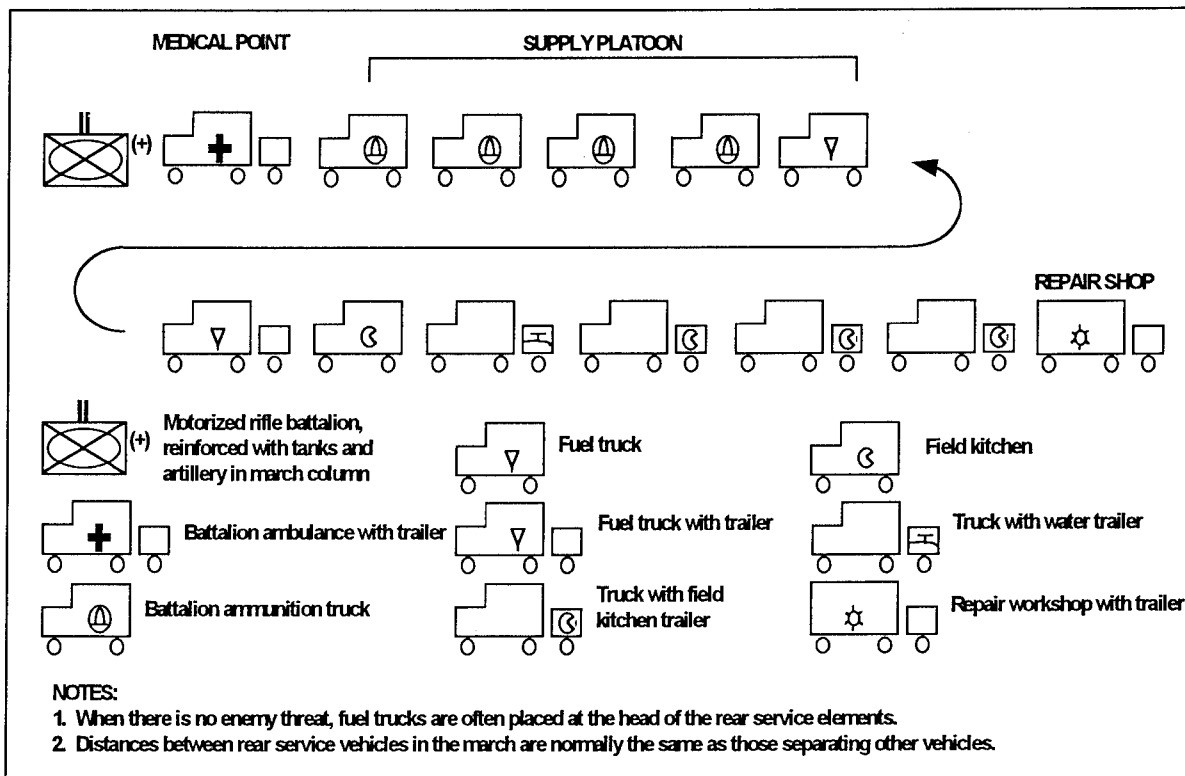 MEDICAL POINT
SUPPLY PLATOON
(+)
REPAIR SHOP
(+)
Motorized rifle battalion,
reinforced with tanks and
artillery in march column
Fuel truck
Field kitchen
Battalion ambulance with trailer
Fuel truck with trailer
Truck with water trailer
Battalion ammunition truck
Truck with field
kitchen trailer
Repair workshop with trailer
NOTES:
1. When there is no enemy threat, fuel trucks are often placed at the head of the rear service elements.
2. Distances between rear service vehicles in the march are normally the same as those separating other vehicles.